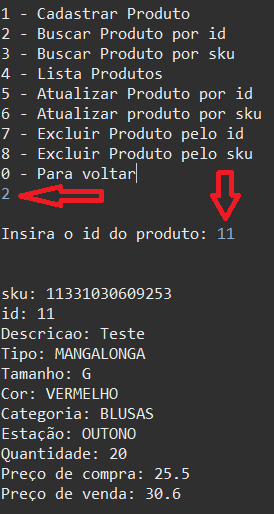 1 - Cadastrar Produto
2 - Buscar Produto por id
3 - Buscar Produto por sku
4 - Lista Produtos
5 - Atualizar Produto por id
6 - Atualizar produto por sku
7 - Excluir Produto pelo id
8 - Excluir Produto pelo sku
0 - Para voltar
2
Insira o id do produto: 11
sku: 11331030609253
id: 11
Descricao: Teste
Tipo: MANGALONGA
Tamanho: G
Cor: VERMELHO
Categoria: BLUSAS
Estação: OUTONO
Quantidade: 20
Preço de compra: 25.5
Preço de venda: 30.6